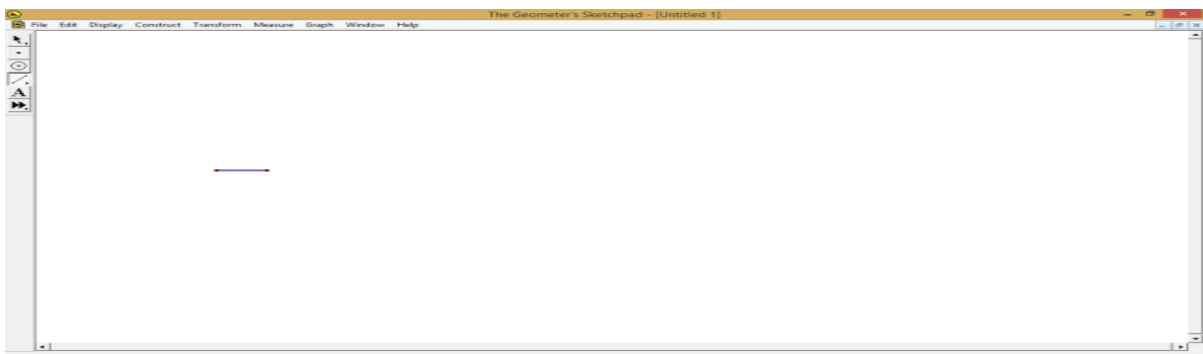 The Geometer's Sketchpad - [Untitled 1]
File Edit Display Construct Transform Measure Graph Window Help
A